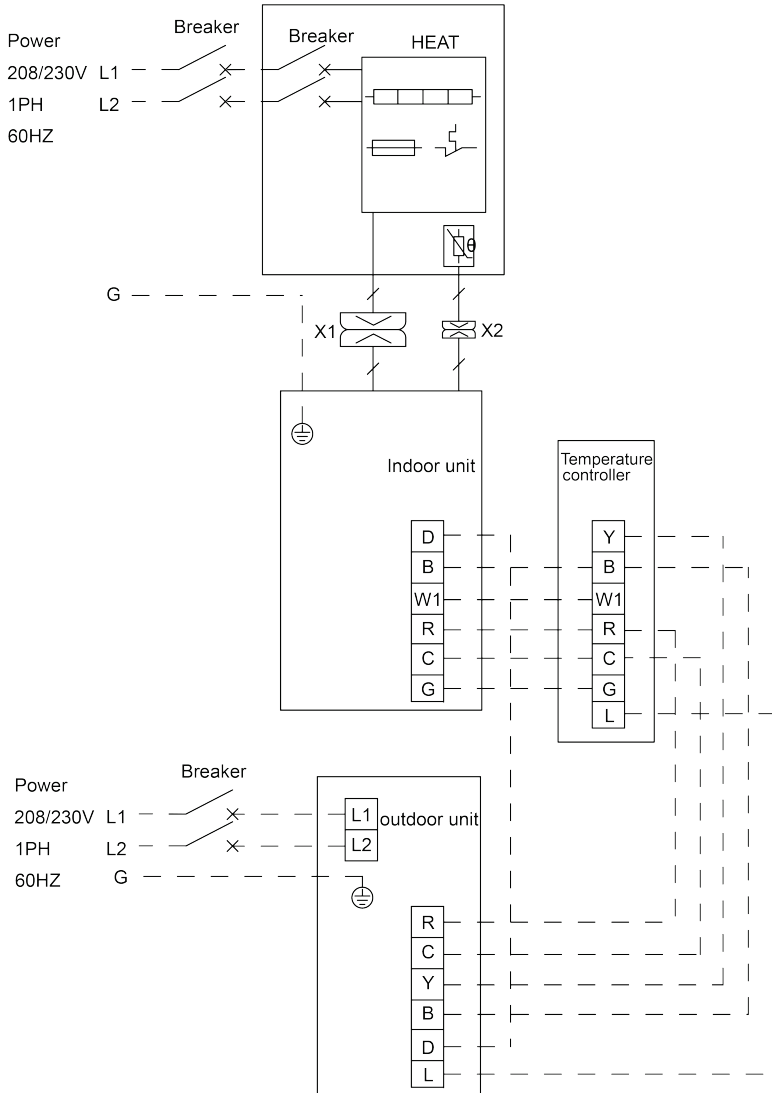 Breaker
Power
Breaker
HEAT
208/230V L1
1PH L2
60HZ
θ
G
X1
X2
Indoor unit
Temperature
controller
D
B
W1
R
C
G
Y
B
W1
R
C
G
L
Breaker
Power
208/230V L1
1PH L2
60HZ G
L1
L2
outdoor unit
R
C
Y
B
D
L